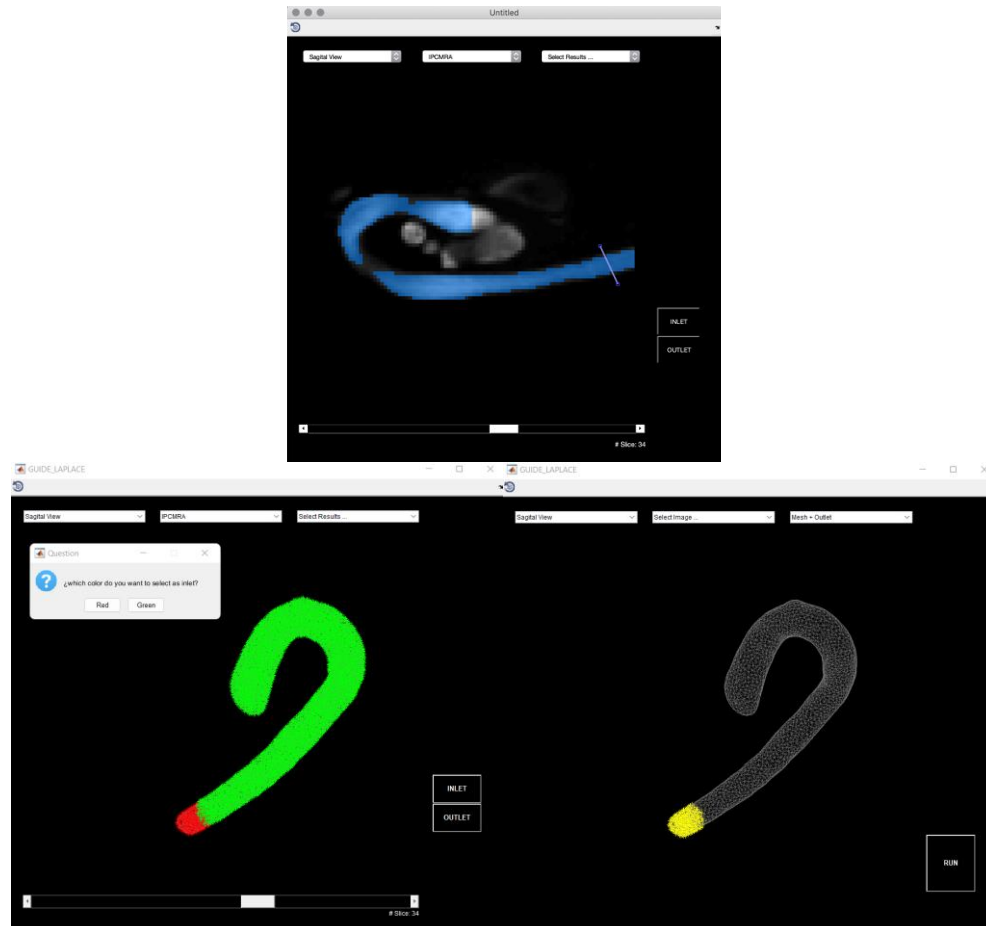 Untitled
Sagital View
IPCMRA
Select Results ...
INLET
OUTLET
# Slice: 34
GUIDE_LAPLACE
Sagital View
IPCMRA
Select Results ...
Question
¿which color do you want to select as inlet?
Red
Green
INLET
OUTLET
# Slice: 34
GUIDE_LAPLACE
Sagital View
Select Image ...
Mesh + Outlet
RUN